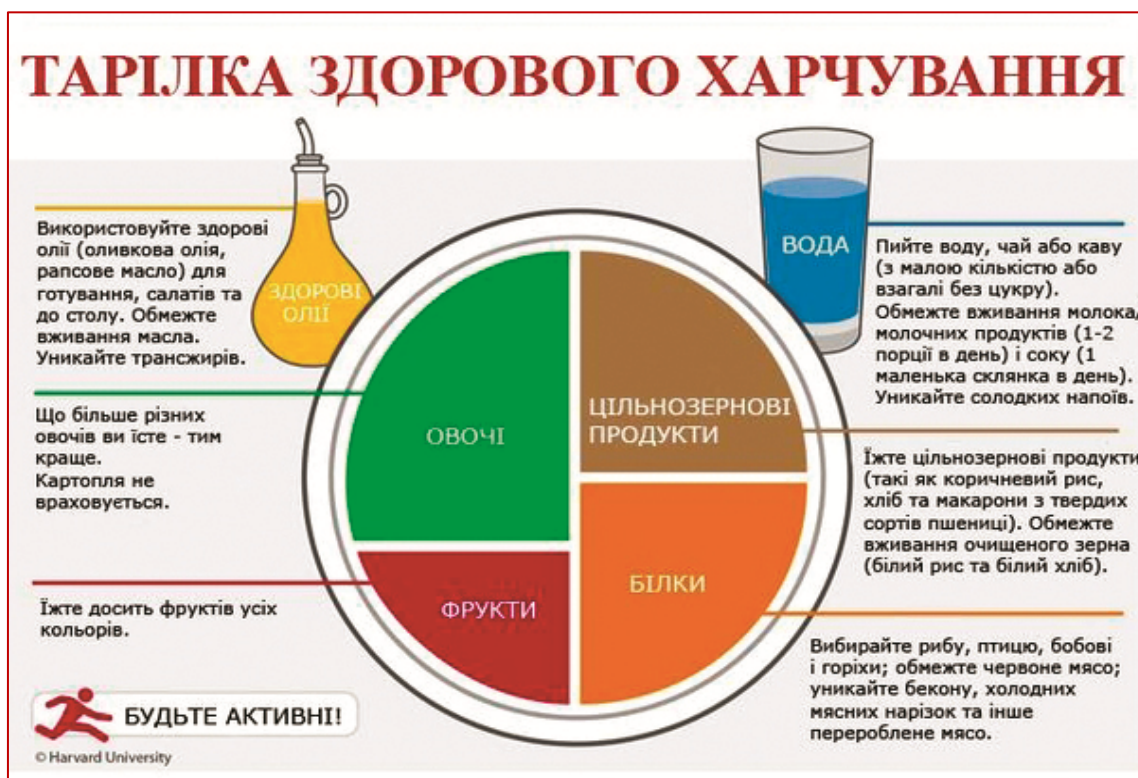 ТАРІЛКА ЗДОРОВОГО ХАРЧУВАННЯ
Використовуйте здорові
олії (оливкова олія,
рапсове масло) для
готування, салатів та
до столу. Обмежте
вживання масла.
Уникайте трансжирів.
ЗДОРОВІ
ОЛІЇ
ВОДА
Пийте воду, чай або каву
(з малою кількістю або
взагалі без цукру).
Обмежте вживання молока/
молочних продуктів (1-2
порції в день) і соку (1
маленька склянка в день).
Уникайте солодких напоїв.
Що більше різних
овочів ви їсте - тим
краще.
Картопля не
враховується.
ОВОЧІ
ЦІЛЬНОЗЕРНОВІ
ПРОДУКТИ
Їжте цільнозернові продукти
(такі як коричневий рис,
хліб та макарони з твердих
сортів пшениці). Обмежте
вживання очищеного зерна
(білий рис та білий хліб).
Їжте досить фруктів усіх
кольорів.
ФРУКТИ
БІЛКИ
Вибирайте рибу, птицю, бобові
і горіхи; обмежте червоне мясо;
уникайте бекону, холодних
мясних нарізок та інше
перероблене мясо.
БУДЬТЕ АКТИВНІ!
© Harvard University